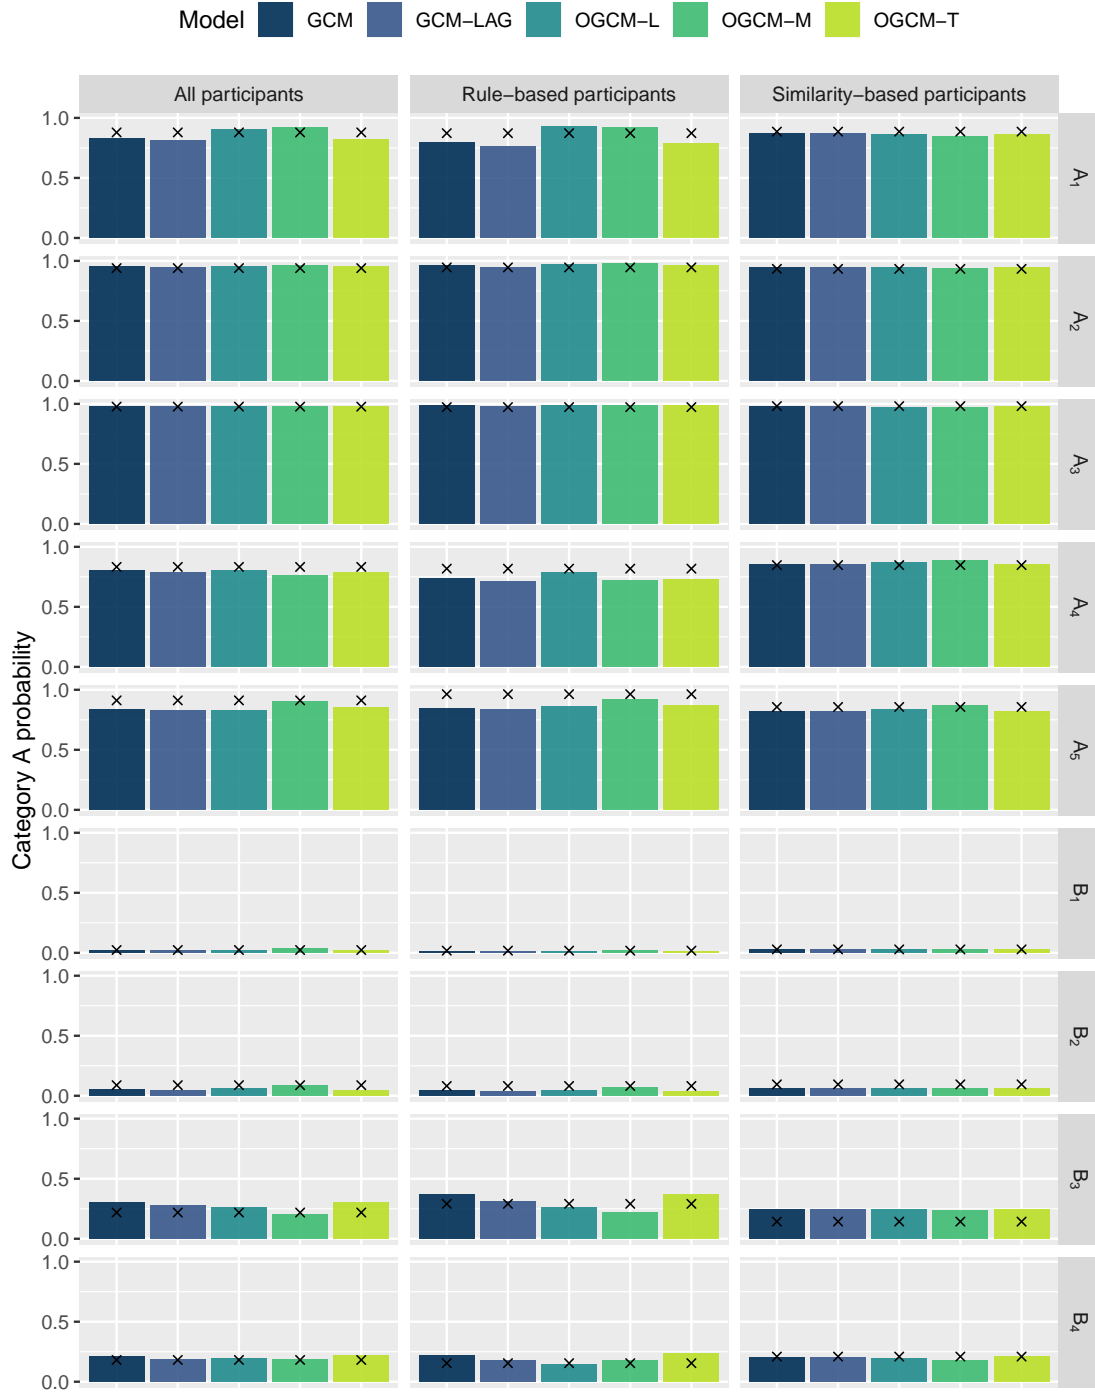 Model GCM GCM−LAG OGCM−L OGCM−M OGCM−T
All participants Rule−based participants Similarity−based participants
Category A probability
1.0
0.5
0.0
A₁
1.0
0.5
0.0
A₂
1.0
0.5
0.0
A₃
1.0
0.5
0.0
A₄
1.0
0.5
0.0
A₅
1.0
0.5
0.0
B₁
1.0
0.5
0.0
B₂
1.0
0.5
0.0
B₃
1.0
0.5
0.0
B₄